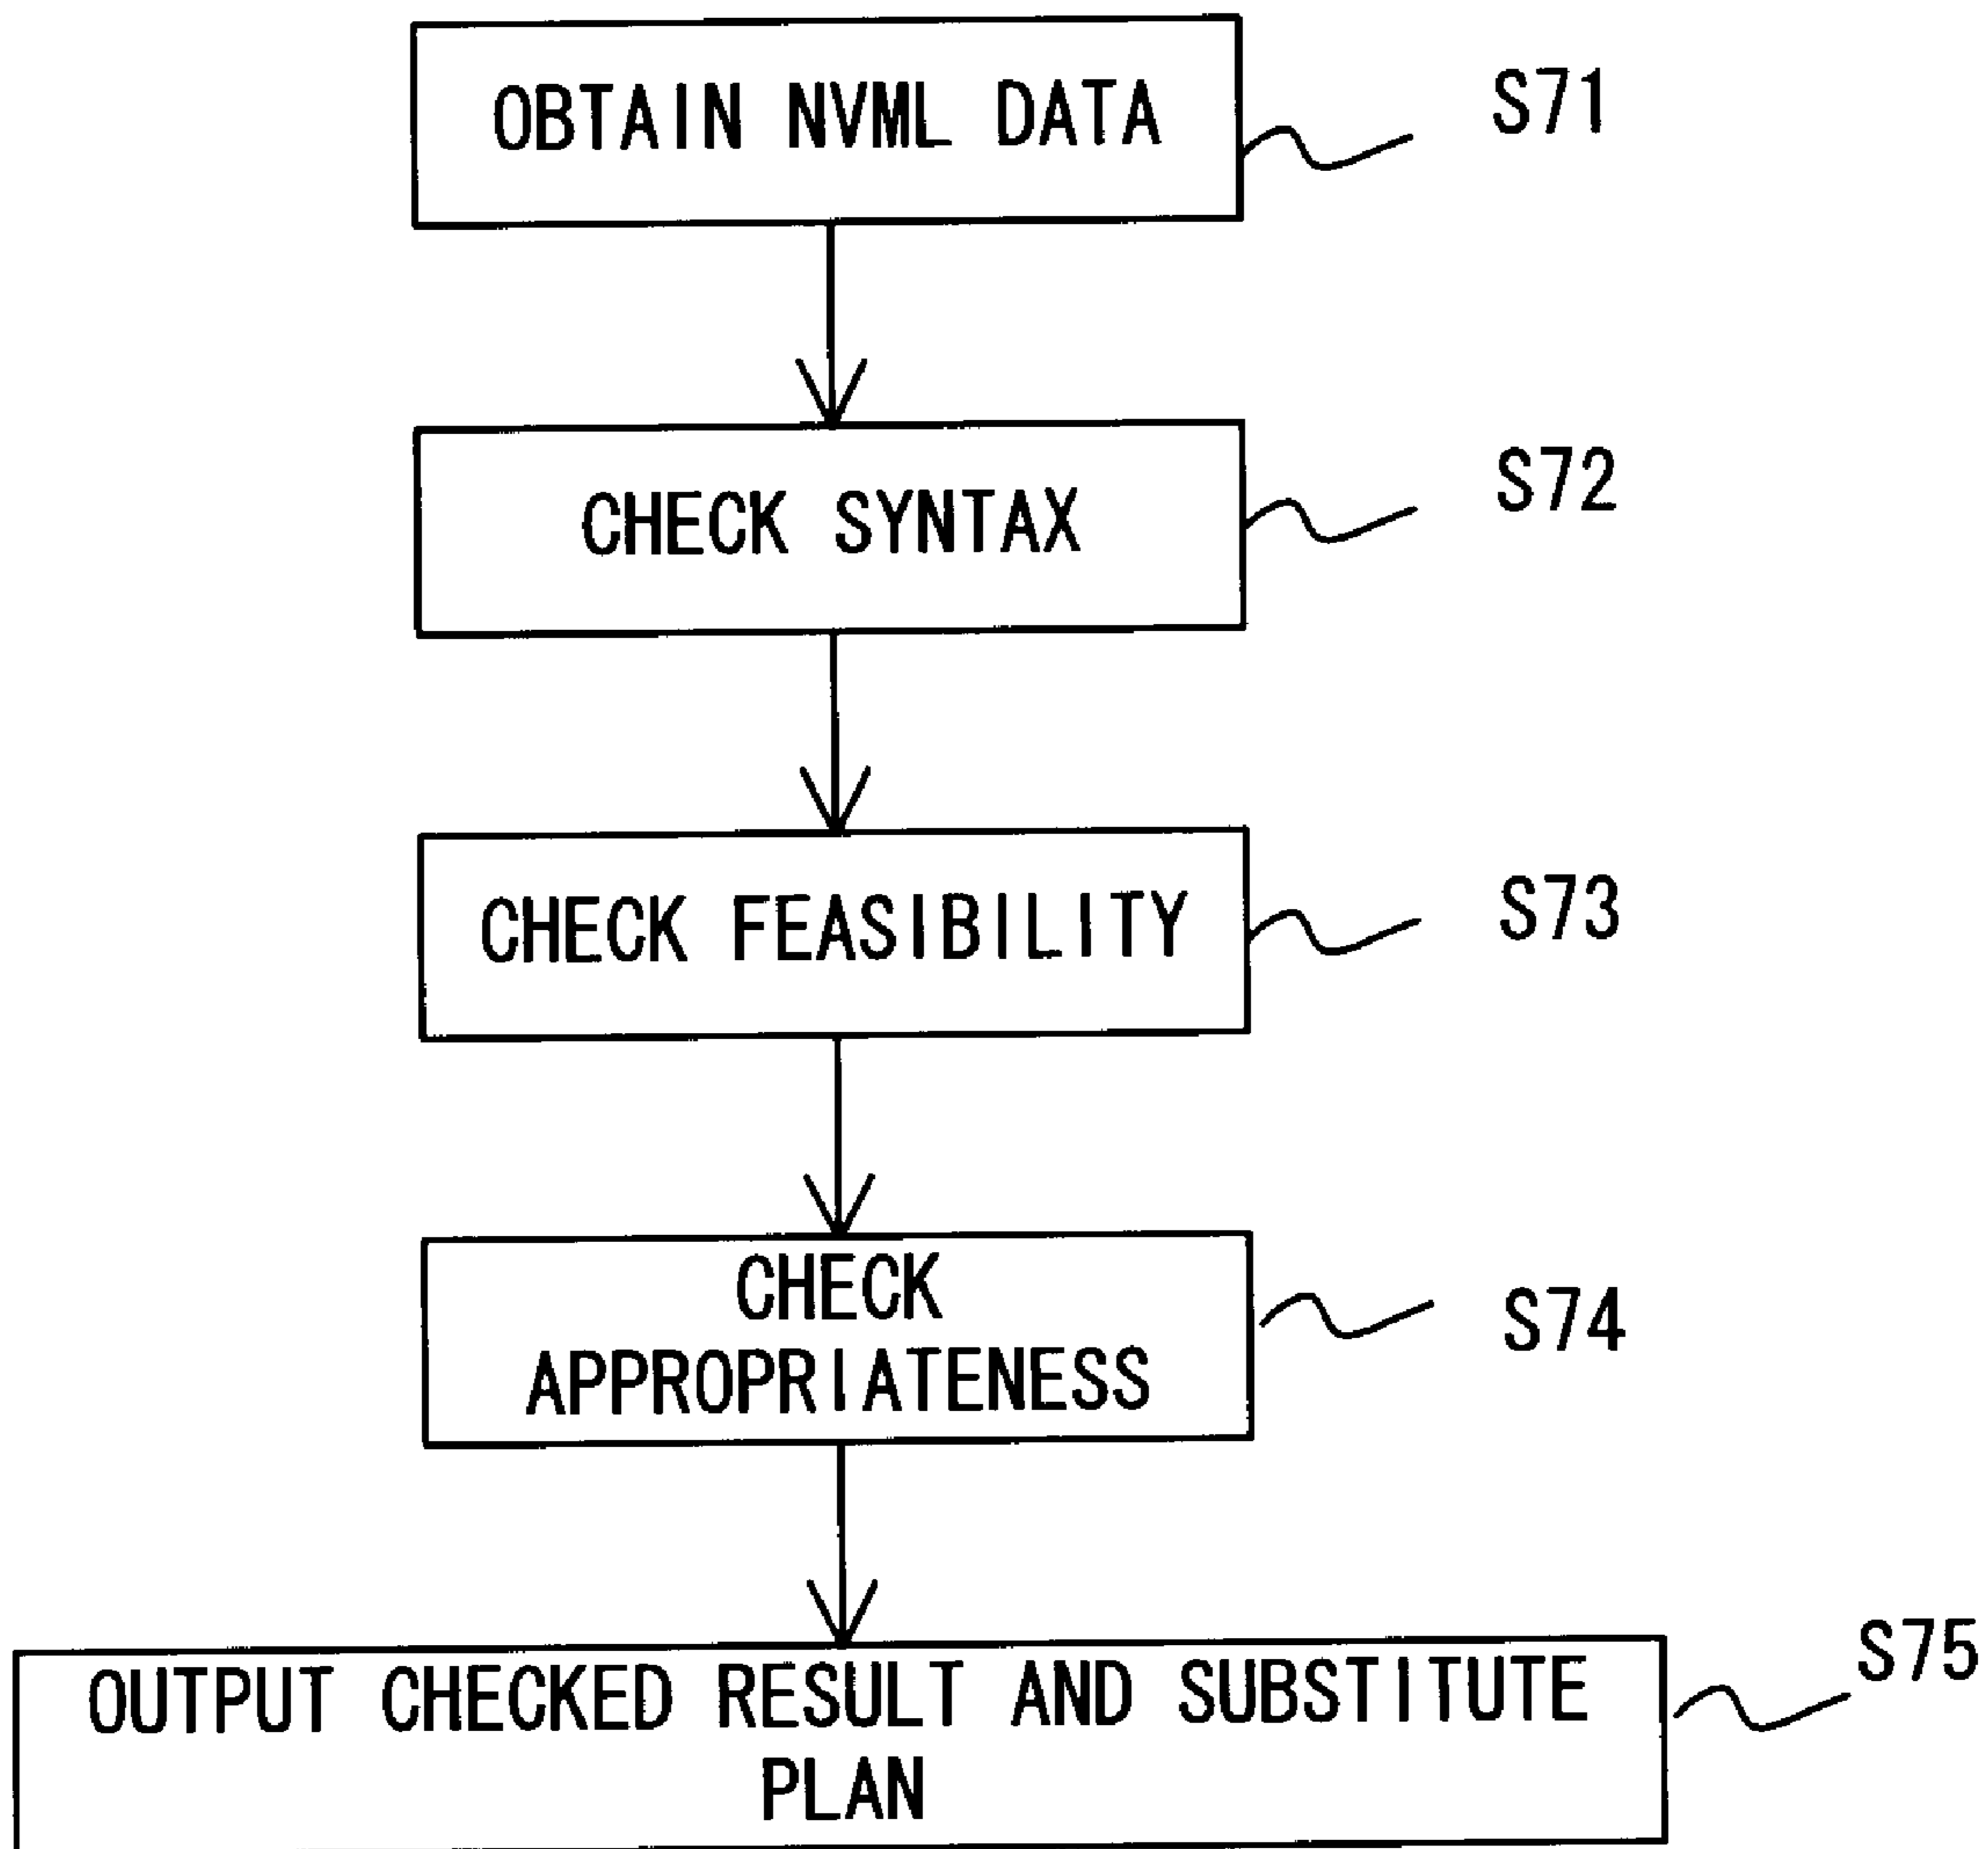 OBTAIN NVML DATA
S71
CHECK SYNTAX
S72
CHECK FEASIBILITY
S73
CHECK
APPROPRIATENESS
S74
OUTPUT CHECKED RESULT AND SUBSTITUTE
PLAN
S75